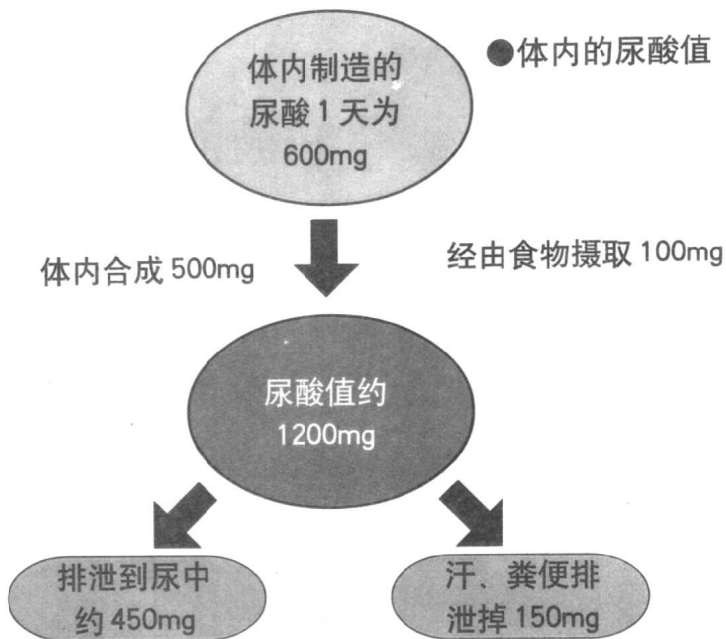 ●体内的尿酸值
体内制造的
尿酸1天为
600mg
体内合成500mg
经由食物摄取100mg
尿酸值约
1200mg
排泄到尿中
约450mg
汗、粪便排
泄掉150mg